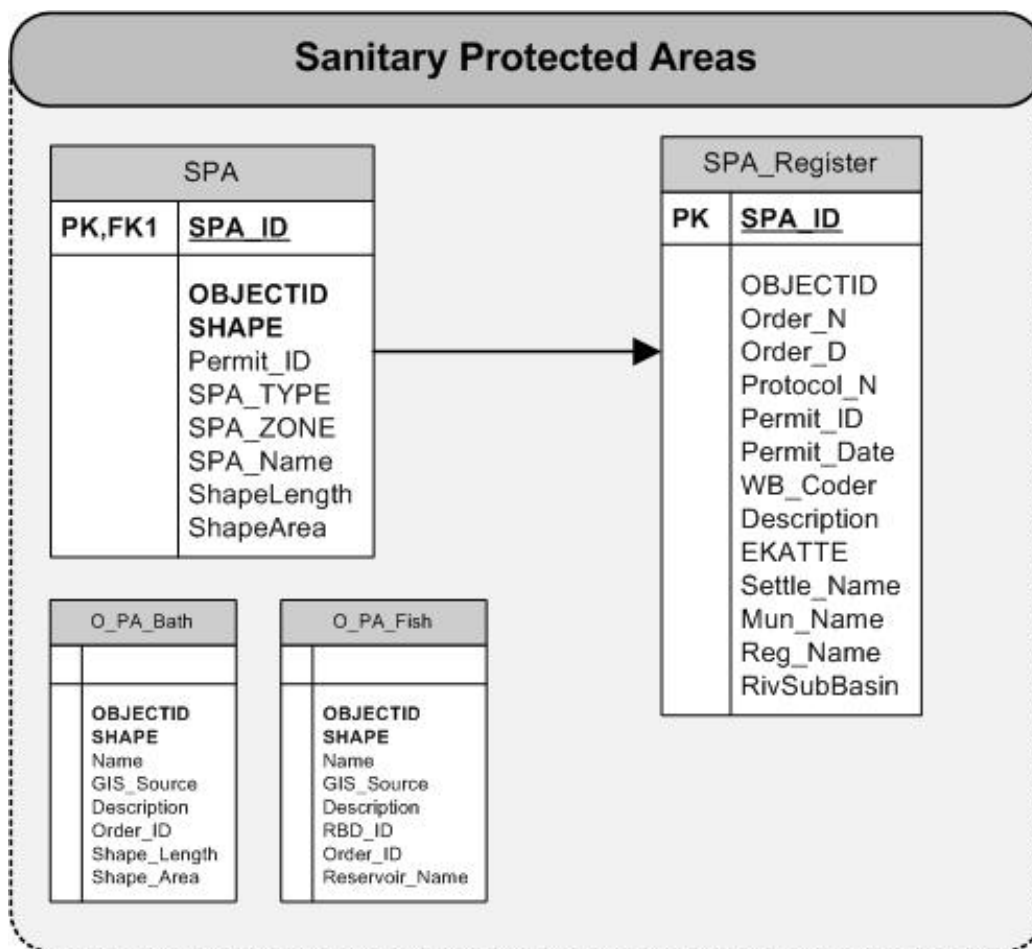 Sanitary Protected Areas
SPA
PK,FK1 SPA_ID
OBJECTID
SHAPE
Permit_ID
SPA_TYPE
SPA_ZONE
SPA_Name
ShapeLength
ShapeArea
SPA_Register
PK SPA_ID
OBJECTID
Order_N
Order_D
Protocol_N
Permit_ID
Permit_Date
WB_Coder
Description
EKATTE
Settle_Name
Mun_Name
Reg_Name
RivSubBasin
O_PA_Bath
OBJECTID
SHAPE
Name
GIS_Source
Description
Order_ID
Shape_Length
Shape_Area
O_PA_Fish
OBJECTID
SHAPE
Name
GIS_Source
Description
RBD_ID
Order_ID
Reservoir_Name